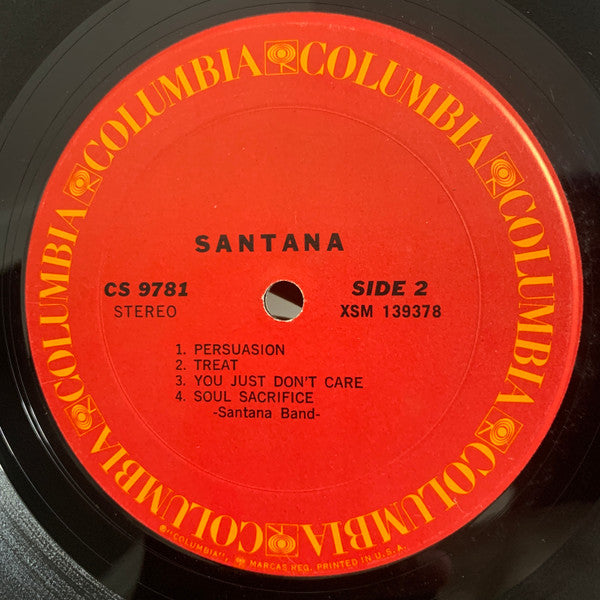 COLUMBIA COLUMBIA COLUMBIA COLUMBIA COLUMBIA COLUMBIA
SANTANA
CS 9781 SIDE 2
STEREO XSM 139378
1. PERSUASION
2. TREAT
3. YOU JUST DON'T CARE
4. SOUL SACRIFICE
-Santana Band-
® "COLUMBIA", MARCAS REG. PRINTED IN U.S.A.